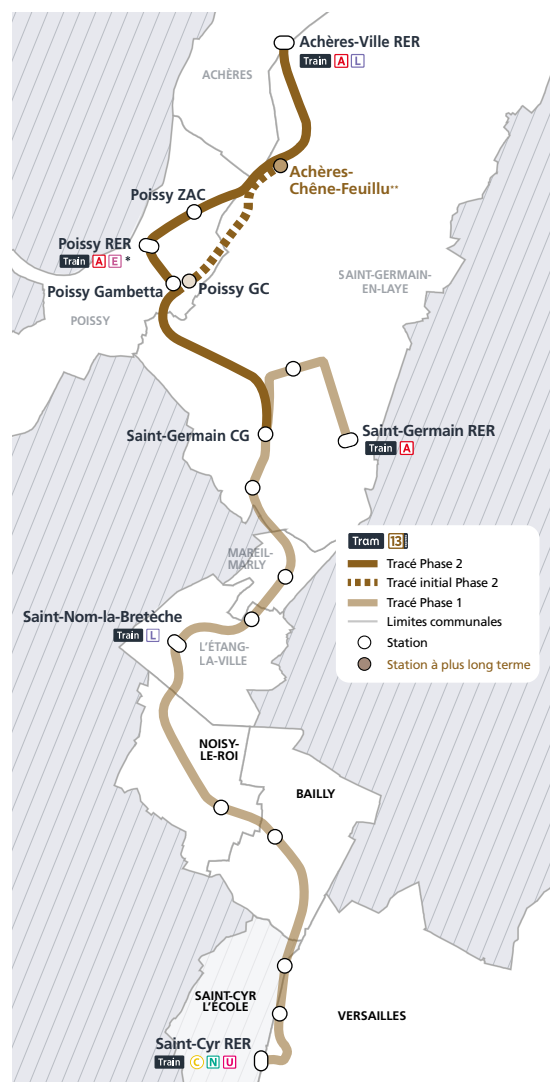 Achères-Ville RER
Train A L
ACHÈRES
Achères-
Chêne-Feuillu**
Poissy ZAC
Poissy RER
Train A E *
SAINT-GERMAIN-
EN-LAYE
Poissy Gambetta
Poissy GC
POISSY
Saint-Germain CG
Saint-Germain RER
Train A
Tram 13
Tracé Phase 2
Tracé initial Phase 2
Tracé Phase 1
Limites communales
Station
Station à plus long terme
MAREIL-
MARLY
Saint-Nom-la-Bretèche
Train L
L'ÉTANG-
LA-VILLE
NOISY-
LE-ROI
BAILLY
SAINT-CYR
L'ÉCOLE
VERSAILLES
Saint-Cyr RER
Train C N U